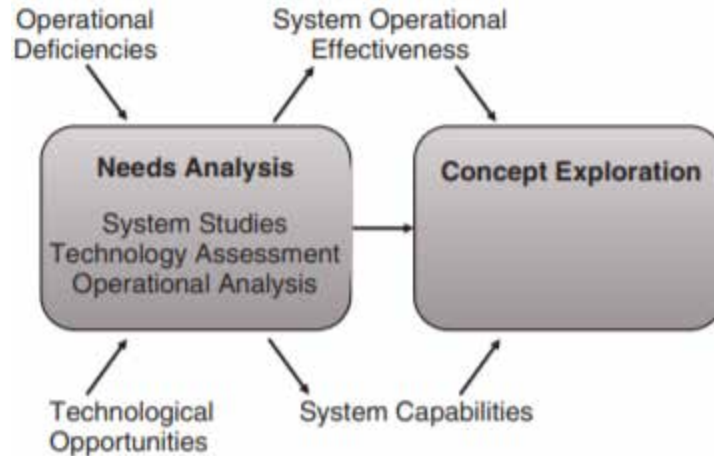 Operational
Deficiencies
System Operational
Effectiveness
Needs Analysis
System Studies
Technology Assessment
Operational Analysis
Concept Exploration
Technological
Opportunities
System Capabilities